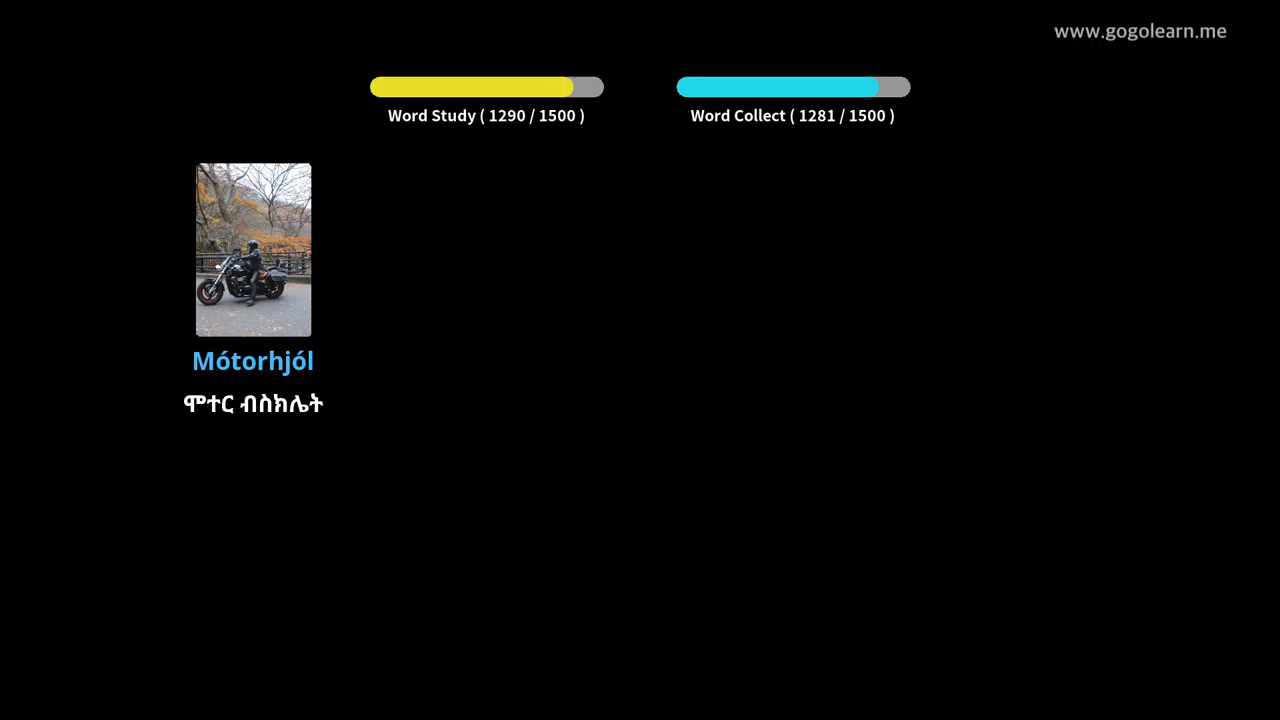 www.gogolearn.me
Word Study ( 1290 / 1500 )
Word Collect ( 1281 / 1500 )
Mótorhjól
ሞተር ብስክሌት